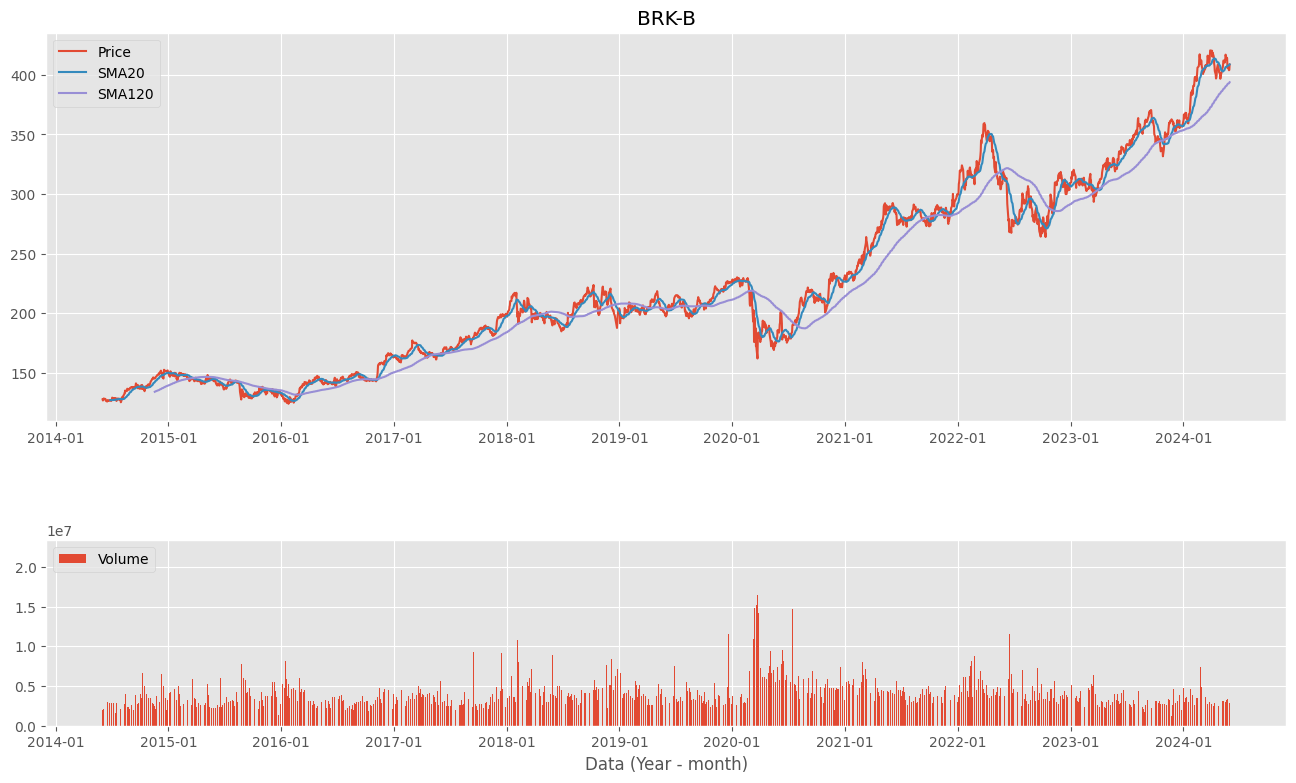 BRK-B
Price
SMA20
SMA120
400
350
300
250
200
150
2014-01 2015-01 2016-01 2017-01 2018-01 2019-01 2020-01 2021-01 2022-01 2023-01 2024-01
1e7
Volume
2.0
1.5
1.0
0.5
0.0
2014-01 2015-01 2016-01 2017-01 2018-01 2019-01 2020-01 2021-01 2022-01 2023-01 2024-01
Data (Year - month)